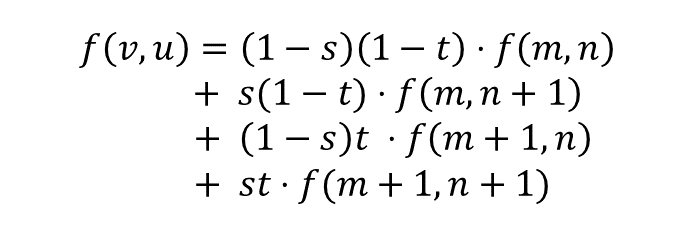 f(v,u) = (1 − s)(1 − t) · f(m,n)
+ s(1 − t) · f(m,n + 1)
+ (1 − s)t · f(m + 1,n)
+ st · f(m + 1,n + 1)